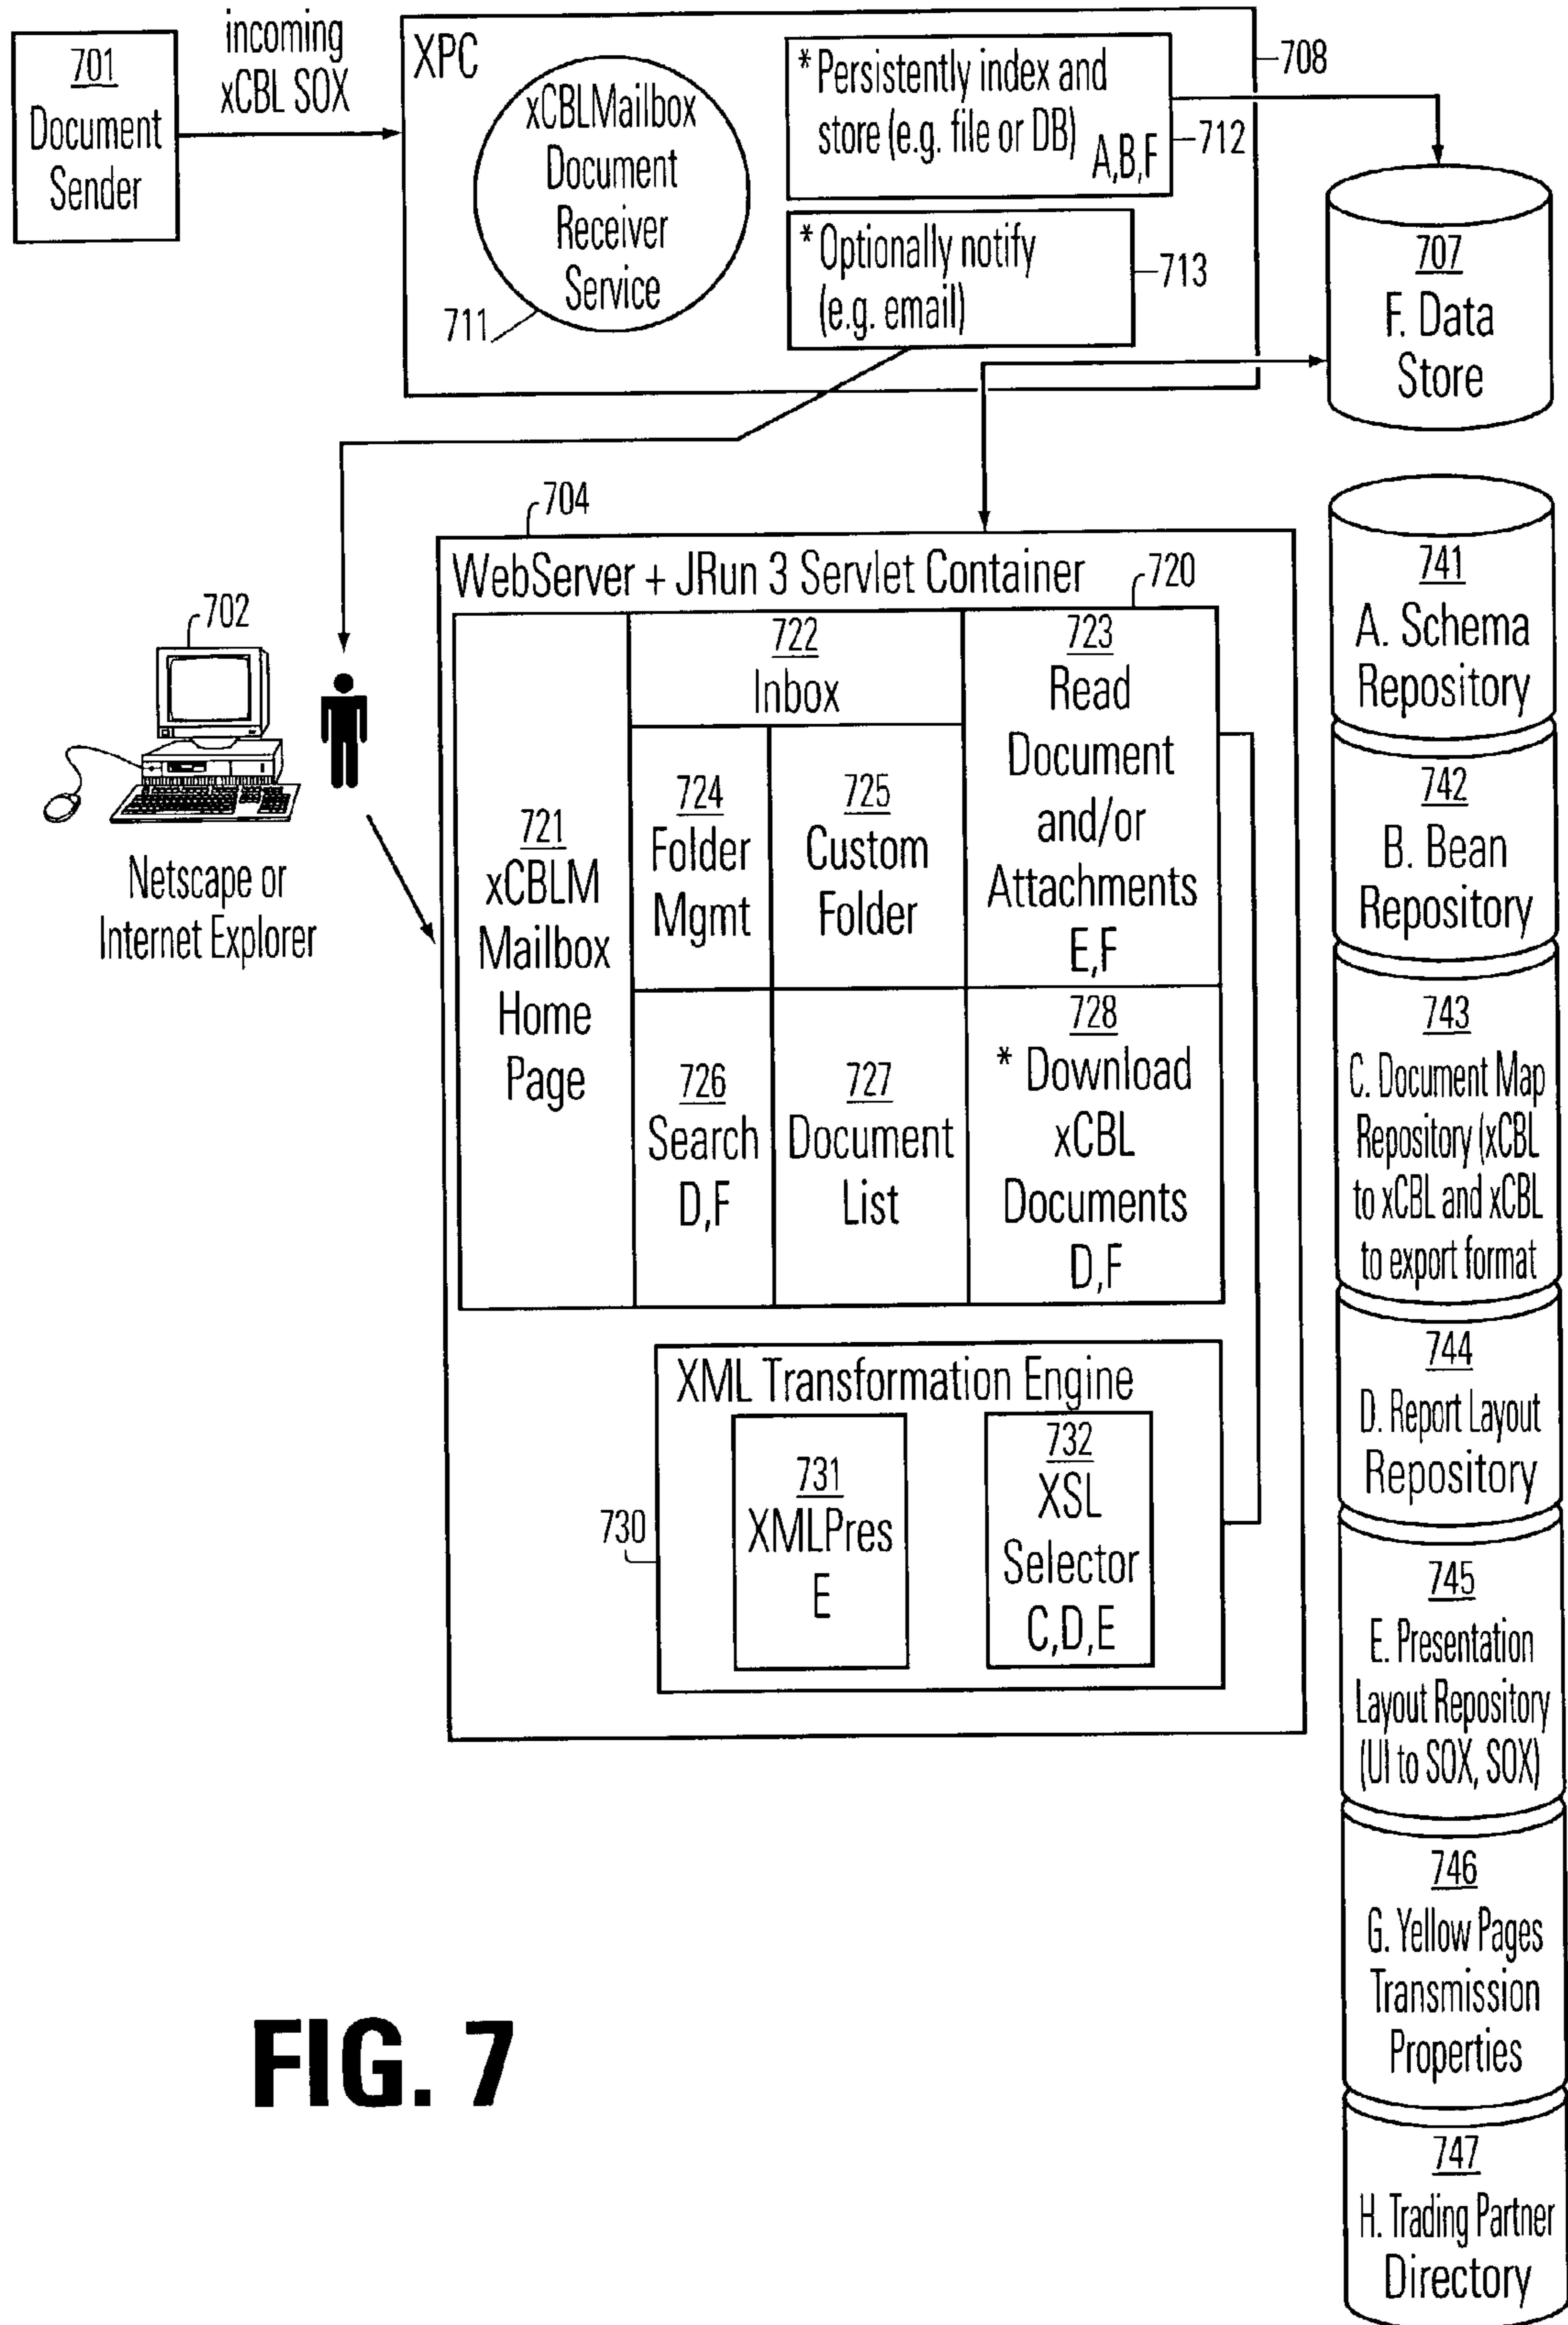 701
Document
Sender
incoming
xCBL SOX
XPC
xCBLMailbox
Document
Receiver
Service
711
* Persistently index and
store (e.g. file or DB)
A,B,F
708
712
* Optionally notify
(e.g. email)
713
707
F. Data
Store
704
WebServer + JRun 3 Servlet Container
720
702
Netscape or
Internet Explorer
721
xCBLM
Mailbox
Home
Page
722
Inbox
723
Read
Document
and/or
Attachments
E,F
724
Folder
Mgmt
725
Custom
Folder
726
Search
D,F
727
Document
List
728
* Download
xCBL
Documents
D,F
XML Transformation Engine
730
731
XMLPres
E
732
XSL
Selector
C,D,E
741
A. Schema
Repository
742
B. Bean
Repository
743
C. Document Map
Repository (xCBL
to xCBL and xCBL
to export format
744
D. Report Layout
Repository
745
E. Presentation
Layout Repository
(UI to SOX, SOX)
746
G. Yellow Pages
Transmission
Properties
747
H. Trading Partner
Directory
FIG. 7